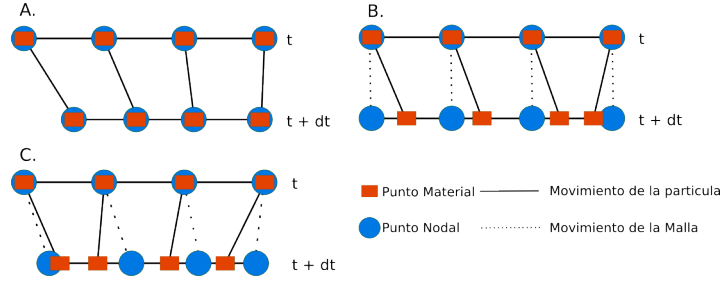 A.
t
t + dt
B.
t
t + dt
C.
t
t + dt
Punto Material
Movimiento de la particula
Punto Nodal
Movimiento de la Malla